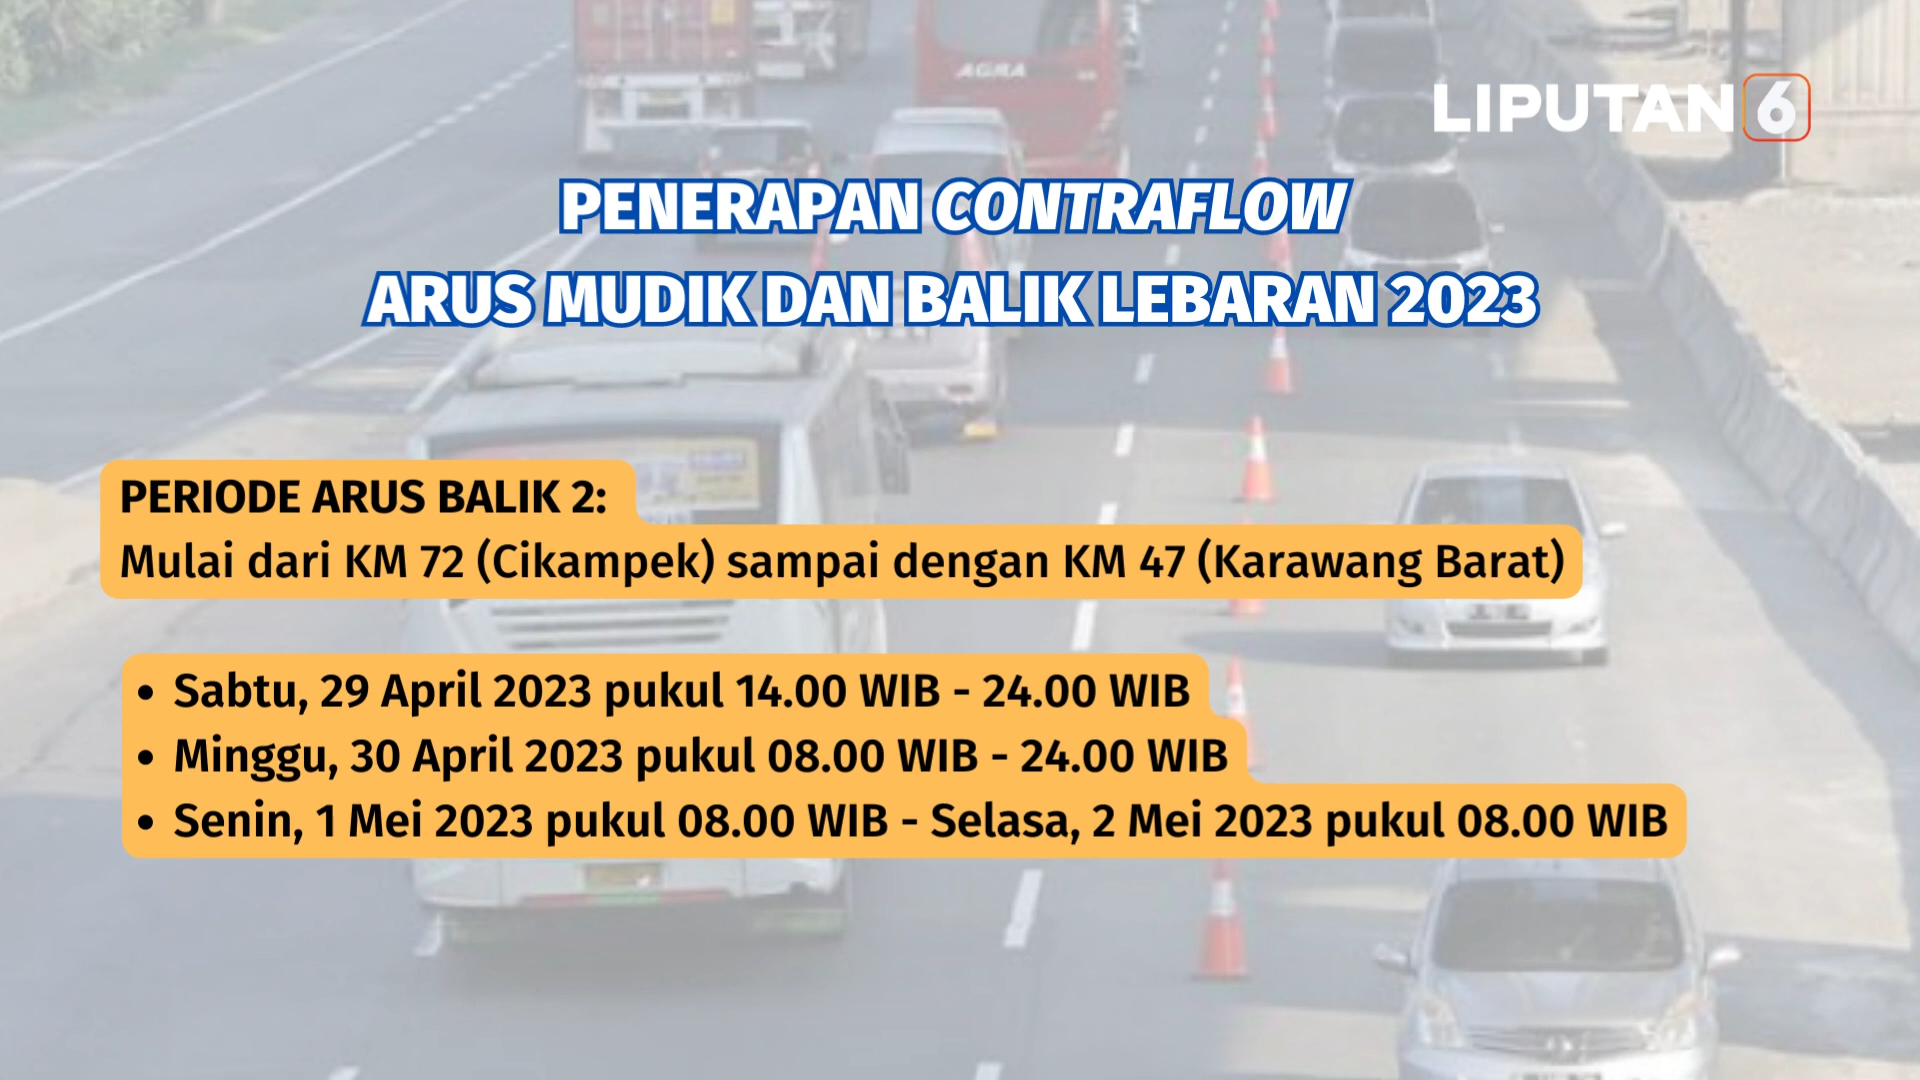 AGRA
LIPUTAN 6
PENERAPAN CONTRAFLOW
ARUS MUDIK DAN BALIK LEBARAN 2023
PERIODE ARUS BALIK 2:
Mulai dari KM 72 (Cikampek) sampai dengan KM 47 (Karawang Barat)
• Sabtu, 29 April 2023 pukul 14.00 WIB - 24.00 WIB
• Minggu, 30 April 2023 pukul 08.00 WIB - 24.00 WIB
• Senin, 1 Mei 2023 pukul 08.00 WIB - Selasa, 2 Mei 2023 pukul 08.00 WIB